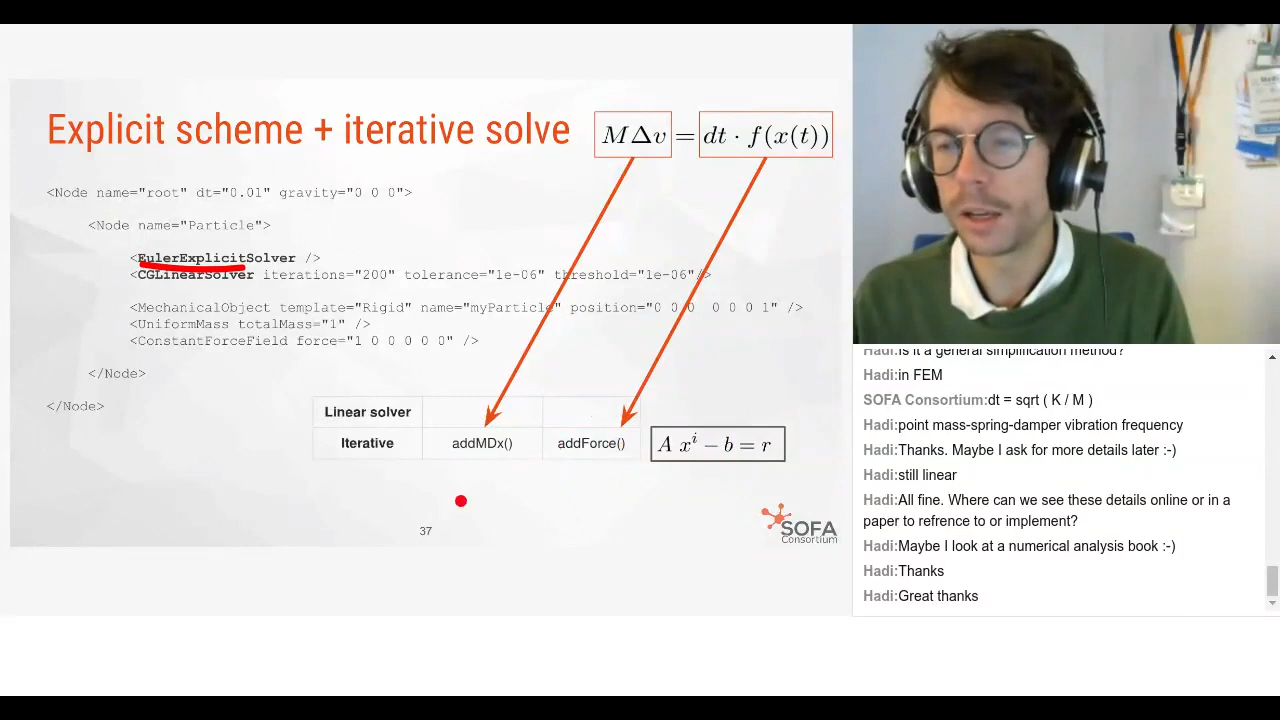 Explicit scheme + iterative solve
M Δv = dt · f(x(t))
<Node name="root" dt="0.01" gravity="0 0 0">
<Node name="Particle">
<EulerExplicitSolver />
<CGLinearSolver iterations="200" tolerance="1e-06" threshold="1e-06"/>
<MechanicalObject template="Rigid" name="myParticle" position="0 0 0  0 0 0 1" />
<UniformMass totalMass="1" />
<ConstantForceField force="1 0 0 0 0 0" />
</Node>
</Node>
Linear solver
Iterative addMDx() addForce()
A xⁱ − b = r
37
SOFA
Consortium
Hadi:Is it a general simplification method?
Hadi:in FEM
SOFA Consortium:dt = sqrt ( K / M )
Hadi:point mass-spring-damper vibration frequency
Hadi:Thanks. Maybe I ask for more details later :-)
Hadi:still linear
Hadi:All fine. Where can we see these details online or in a
paper to refrence to or implement?
Hadi:Maybe I look at a numerical analysis book :-)
Hadi:Thanks
Hadi:Great thanks